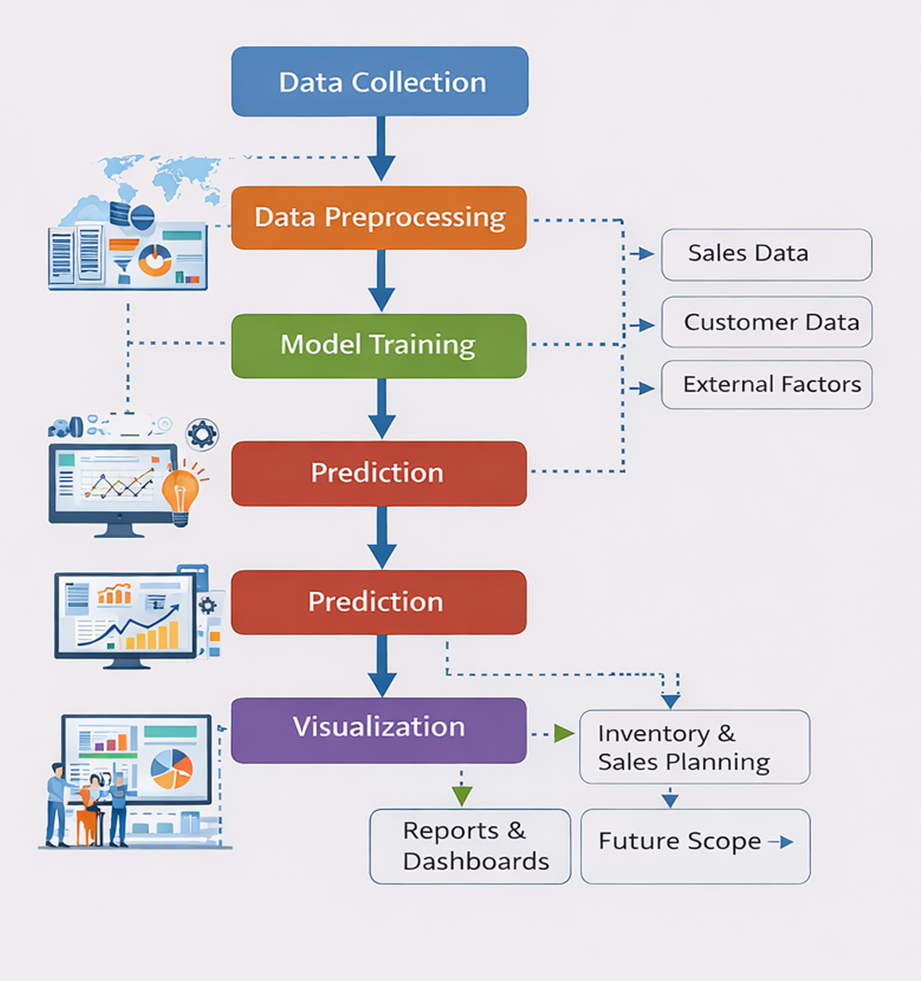 Data Collection
Data Preprocessing
Sales Data
Customer Data
Model Training
External Factors
Prediction
Prediction
Visualization
Inventory &
Sales Planning
Reports &
Dashboards
Future Scope